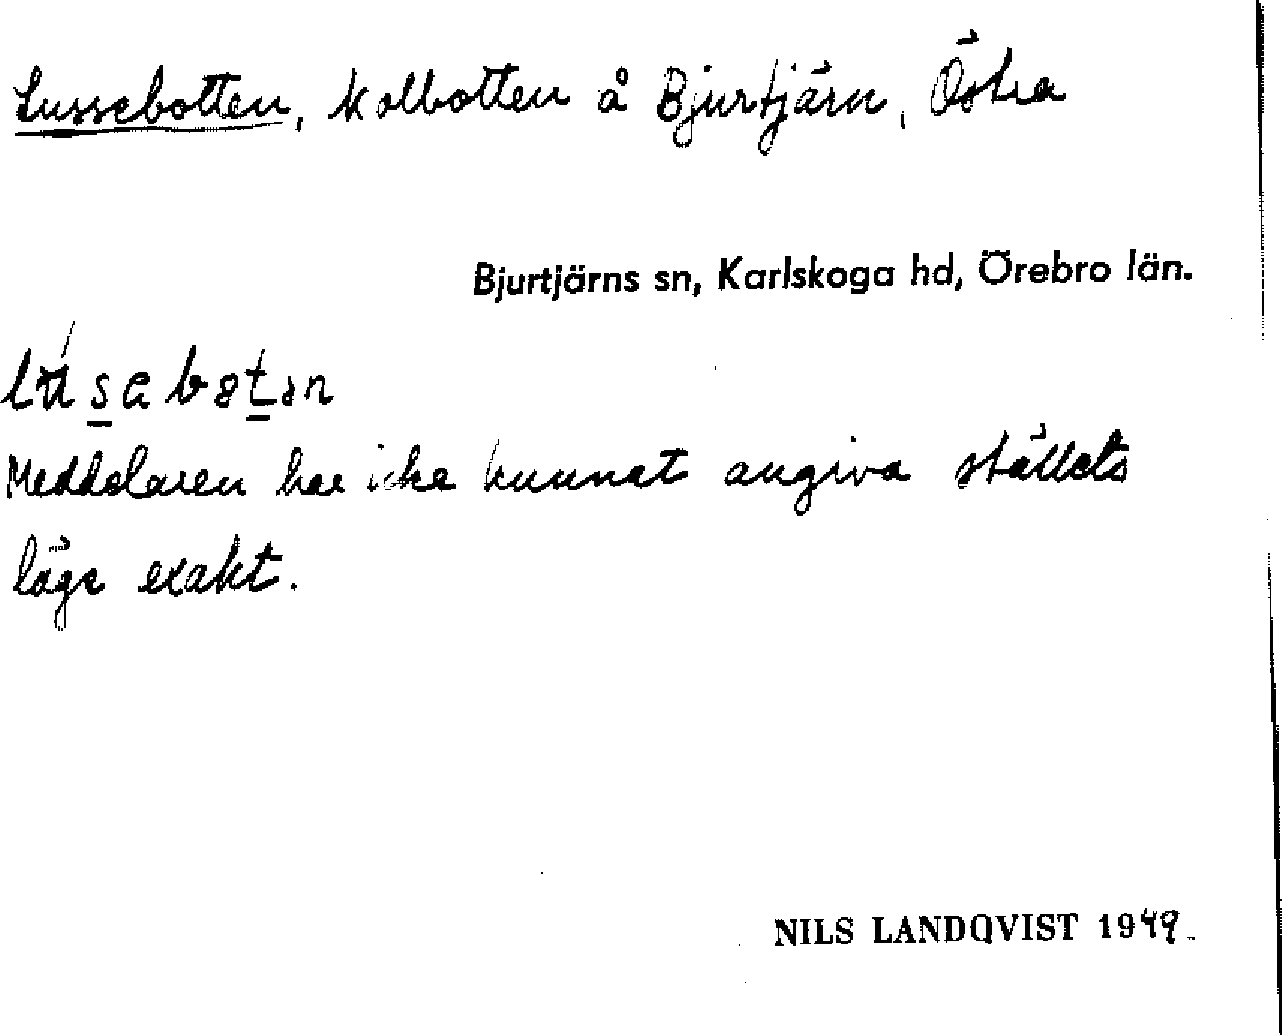 Lussebotten, kolbotten å Bjurtjärn, Östra
Bjurtjärns sn, Karlskoga hd, Örebro län.
Meddelaren har icke kunnat angiva ställets
läge exakt.
NILS LANDQVIST 1949.